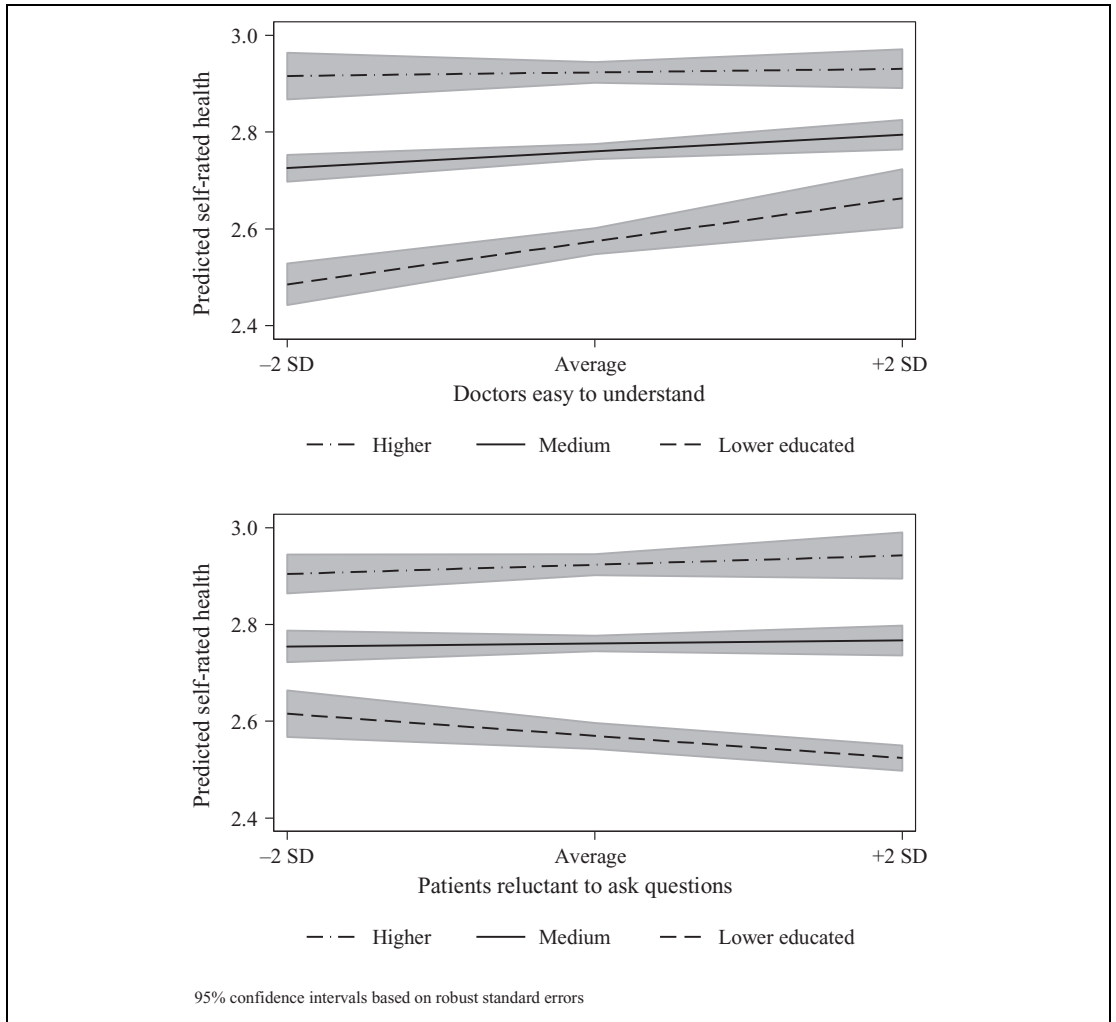 3.0
2.8
2.6
2.4
Predicted self-rated health
–2 SD Average +2 SD
Doctors easy to understand
Higher Medium Lower educated
3.0
2.8
2.6
2.4
Predicted self-rated health
–2 SD Average +2 SD
Patients reluctant to ask questions
Higher Medium Lower educated
95% confidence intervals based on robust standard errors